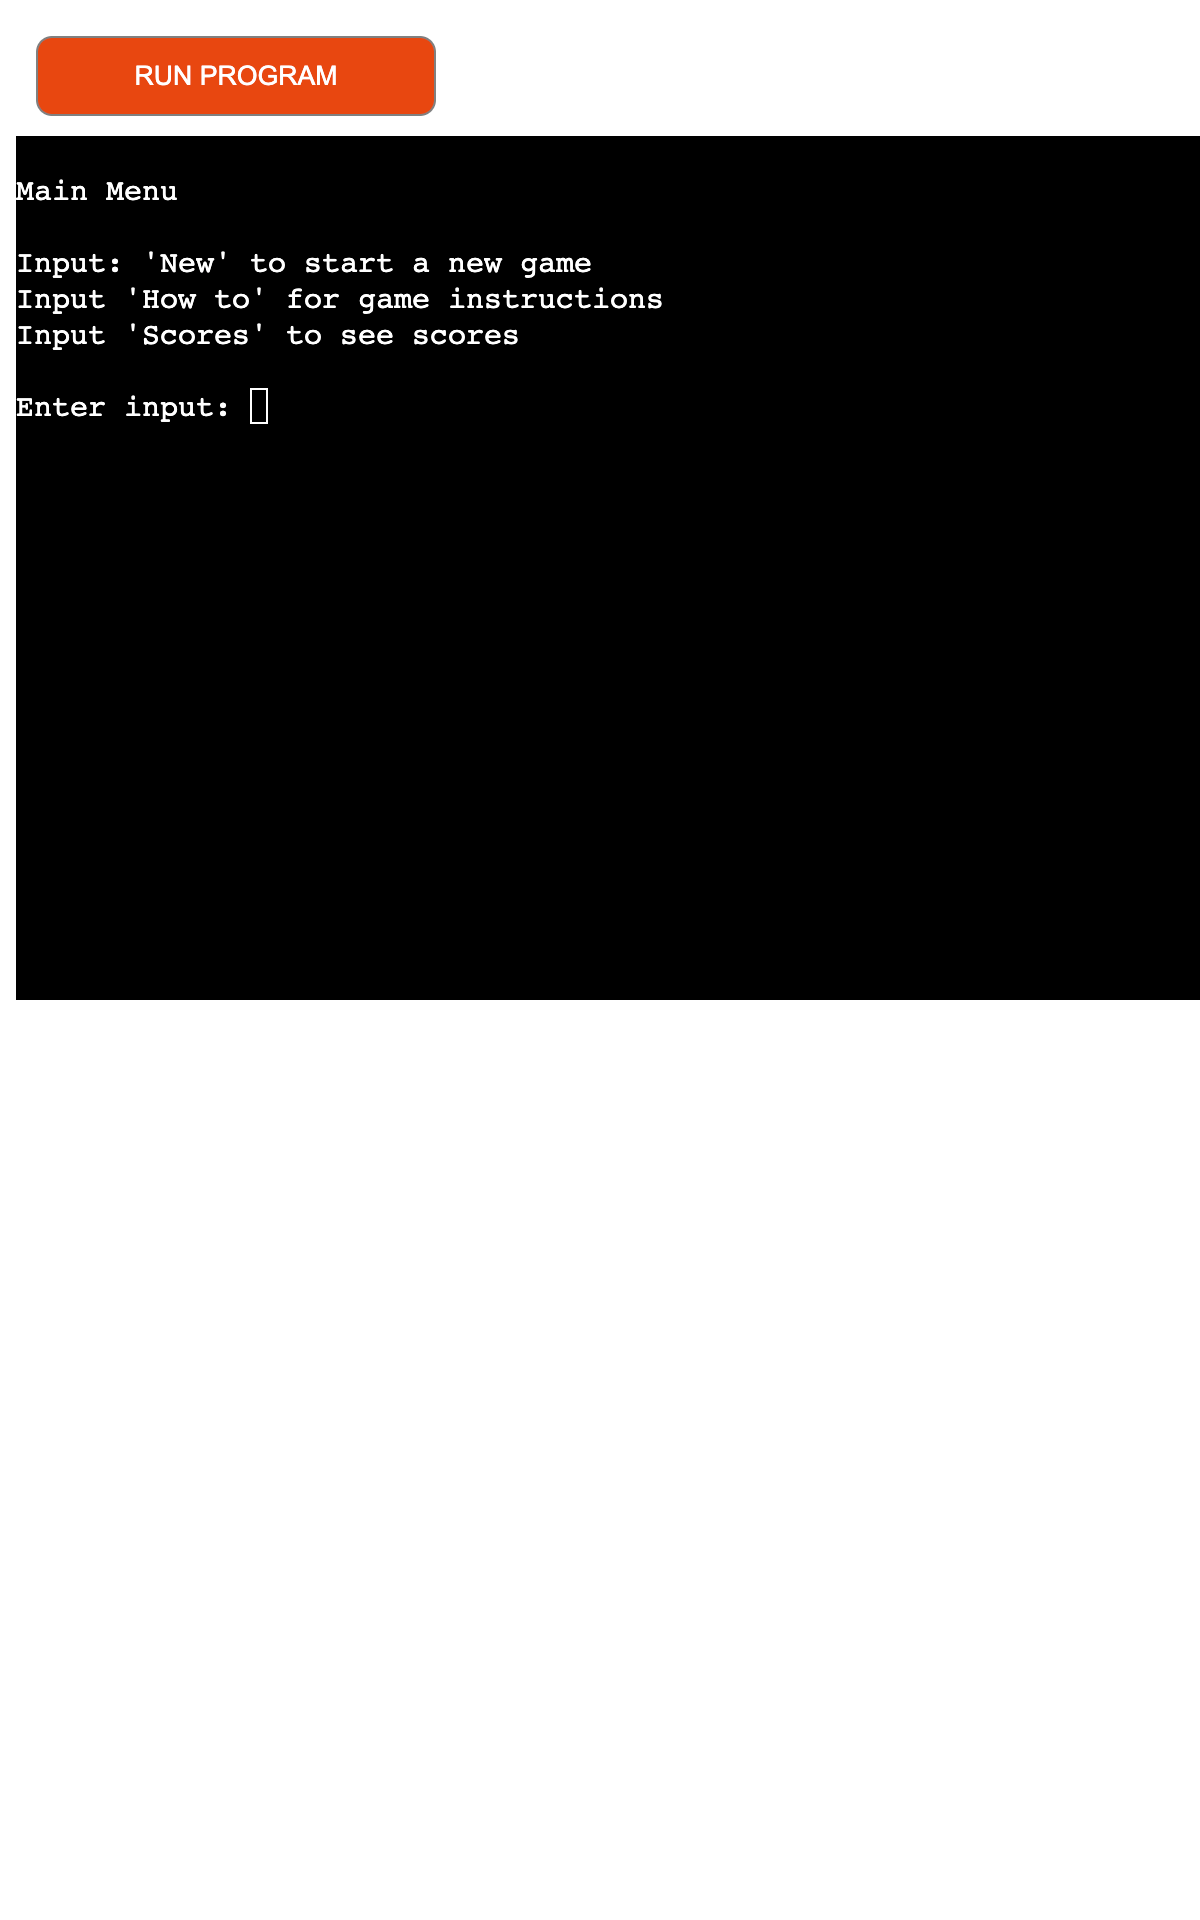 RUN PROGRAM
Main Menu
Input: 'New' to start a new game
Input 'How to' for game instructions
Input 'Scores' to see scores
Enter input: